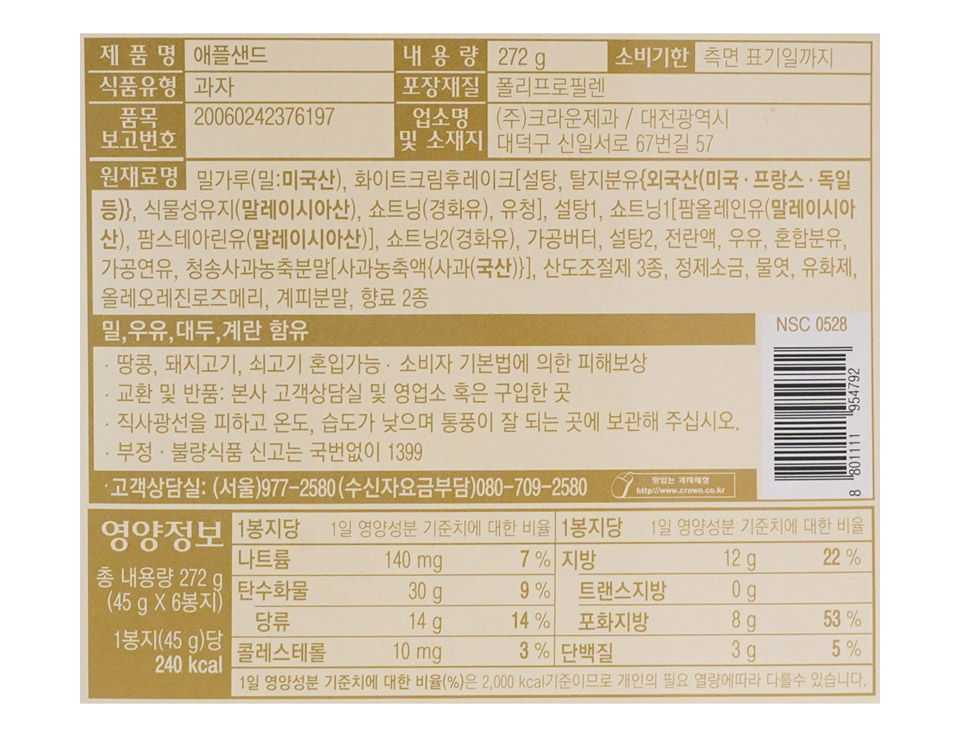 제 품 명 애플샌드 내 용 량 272 g 소비기한 측면 표기일까지
식품유형 과자 포장재질 폴리프로필렌
품목 보고번호 20060242376197 업소명 및 소재지 (주)크라운제과 / 대전광역시
대덕구 신일서로 67번길 57
원재료명 밀가루(밀:미국산), 화이트크림후레이크[설탕, 탈지분유{외국산(미국·프랑스·독일
등)}, 식물성유지(말레이시아산), 쇼트닝(경화유), 유청], 설탕1, 쇼트닝1[팜올레인유(말레이시아
산), 팜스테아린유(말레이시아산)], 쇼트닝2(경화유), 가공버터, 설탕2, 전란액, 우유, 혼합분유,
가공연유, 청송사과농축분말[사과농축액{사과(국산)}], 산도조절제 3종, 정제소금, 물엿, 유화제,
올레오레진로즈메리, 계피분말, 향료 2종
밀,우유,대두,계란 함유
· 땅콩, 돼지고기, 쇠고기 혼입가능 · 소비자 기본법에 의한 피해보상
· 교환 및 반품: 본사 고객상담실 및 영업소 혹은 구입한 곳
· 직사광선을 피하고 온도, 습도가 낮으며 통풍이 잘 되는 곳에 보관해 주십시오.
· 부정·불량식품 신고는 국번없이 1399
·고객상담실: (서울)977-2580(수신자요금부담)080-709-2580
맛있는 과자세상
http://www.crown.co.kr
NSC 0528
8 801111 954792
영양정보
총 내용량 272 g
(45 g X 6봉지)
1봉지(45 g)당
240 kcal
1봉지당 1일 영양성분 기준치에 대한 비율 1봉지당 1일 영양성분 기준치에 대한 비율
나트륨 140 mg 7 % 지방 12 g 22 %
탄수화물 30 g 9 % 트랜스지방 0 g
당류 14 g 14 % 포화지방 8 g 53 %
콜레스테롤 10 mg 3 % 단백질 3 g 5 %
1일 영양성분 기준치에 대한 비율(%)은 2,000 kcal기준이므로 개인의 필요 열량에따라 다를수 있습니다.